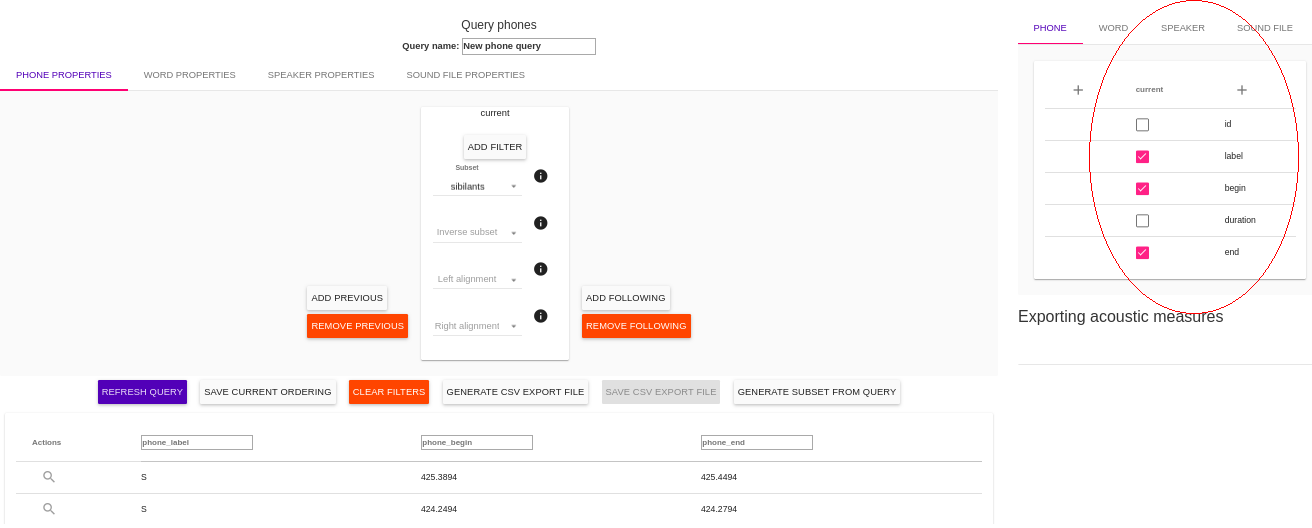 Query phones
Query name: New phone query
PHONE PROPERTIES WORD PROPERTIES SPEAKER PROPERTIES SOUND FILE PROPERTIES
current
ADD FILTER
Subset
sibilants
Inverse subset
Left alignment
Right alignment
ADD PREVIOUS
REMOVE PREVIOUS
ADD FOLLOWING
REMOVE FOLLOWING
REFRESH QUERY SAVE CURRENT ORDERING CLEAR FILTERS GENERATE CSV EXPORT FILE SAVE CSV EXPORT FILE GENERATE SUBSET FROM QUERY
Actions phone_label phone_begin phone_end
S 425.3894 425.4494
S 424.2494 424.2794
PHONE WORD SPEAKER SOUND FILE
+ current +
id
label
begin
duration
end
Exporting acoustic measures